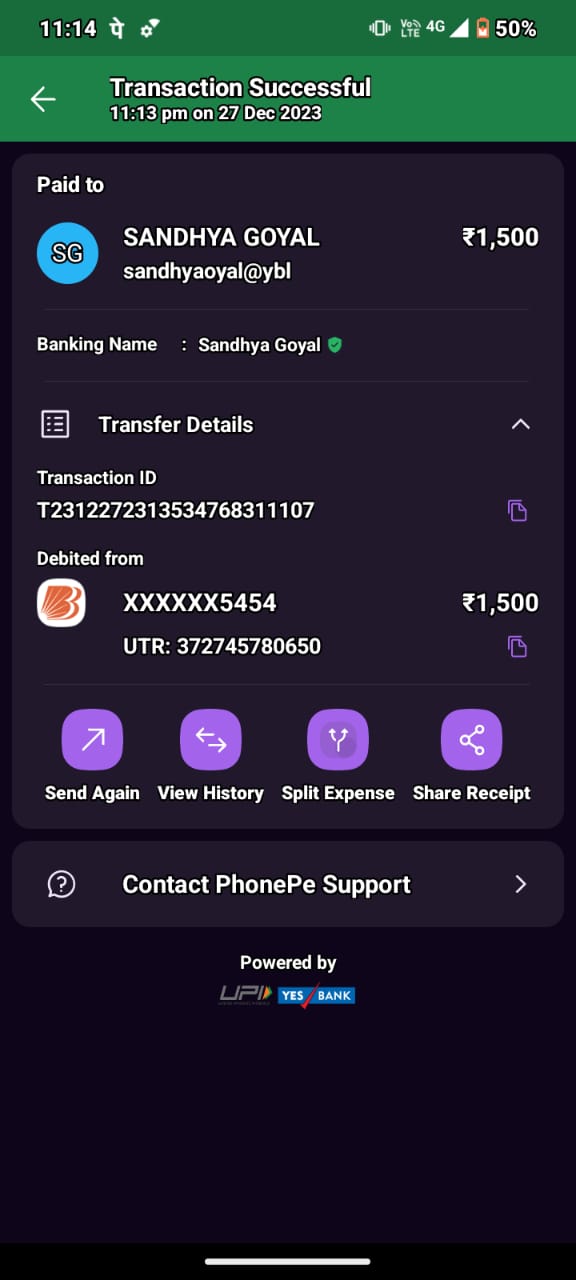 11:14 पे Vo LTE 4G 50%
Transaction Successful
11:13 pm on 27 Dec 2023
Paid to
SG SANDHYA GOYAL ₹1,500
sandhyaoyal@ybl
Banking Name : Sandhya Goyal
Transfer Details
Transaction ID
T2312272313534768311107
Debited from
XXXXXX5454 ₹1,500
UTR: 372745780650
Send Again View History Split Expense Share Receipt
Contact PhonePe Support
Powered by
UPI YES BANK